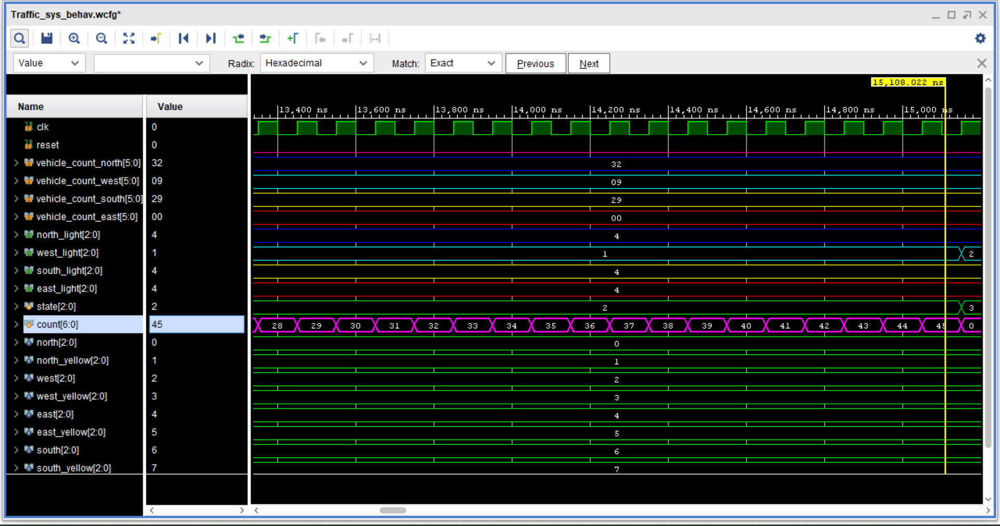 Traffic_sys_behav.wcfg*
Value Radix: Hexadecimal Match: Exact Previous Next
15,108.022 ns
Name Value
13,400 ns 13,600 ns 13,800 ns 14,000 ns 14,200 ns 14,400 ns 14,600 ns 14,800 ns 15,000 ns
clk 0
reset 0
vehicle_count_north[5:0] 32 32
vehicle_count_west[5:0] 09 09
vehicle_count_south[5:0] 29 29
vehicle_count_east[5:0] 00 00
north_light[2:0] 4 4
west_light[2:0] 1 1 2
south_light[2:0] 4 4
east_light[2:0] 4 4
state[2:0] 2 2 3
count[6:0] 45 28 29 30 31 32 33 34 35 36 37 38 39 40 41 42 43 44 45 0
north[2:0] 0 0
north_yellow[2:0] 1 1
west[2:0] 2 2
west_yellow[2:0] 3 3
east[2:0] 4 4
east_yellow[2:0] 5 5
south[2:0] 6 6
south_yellow[2:0] 7 7